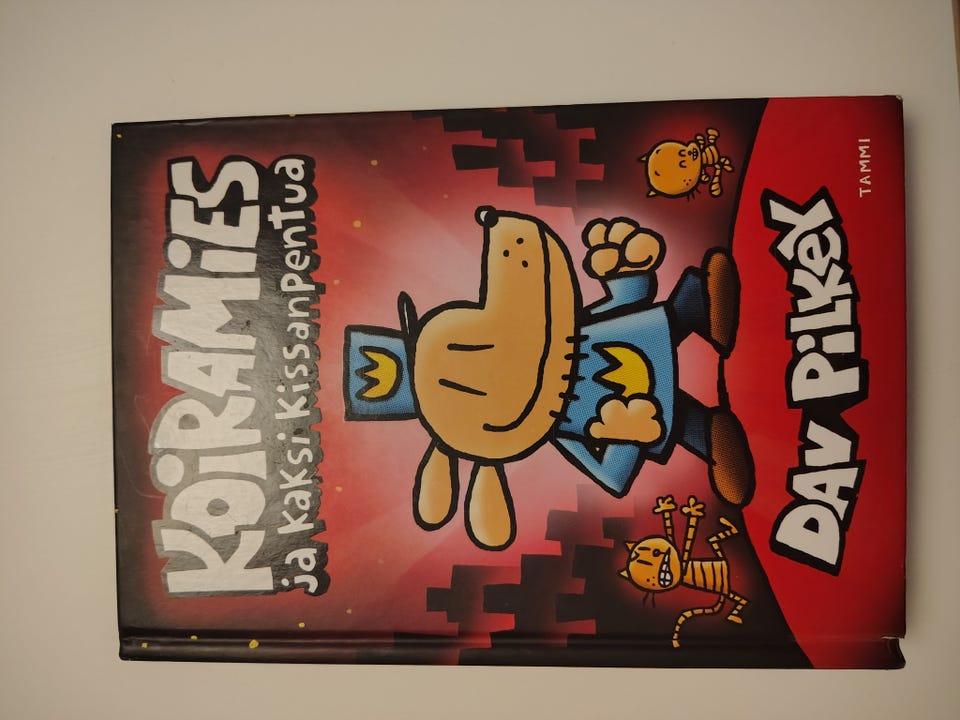 KOiRAMiES
ja kaksi kissanpentua
DAV PiLKEY
TAMMI